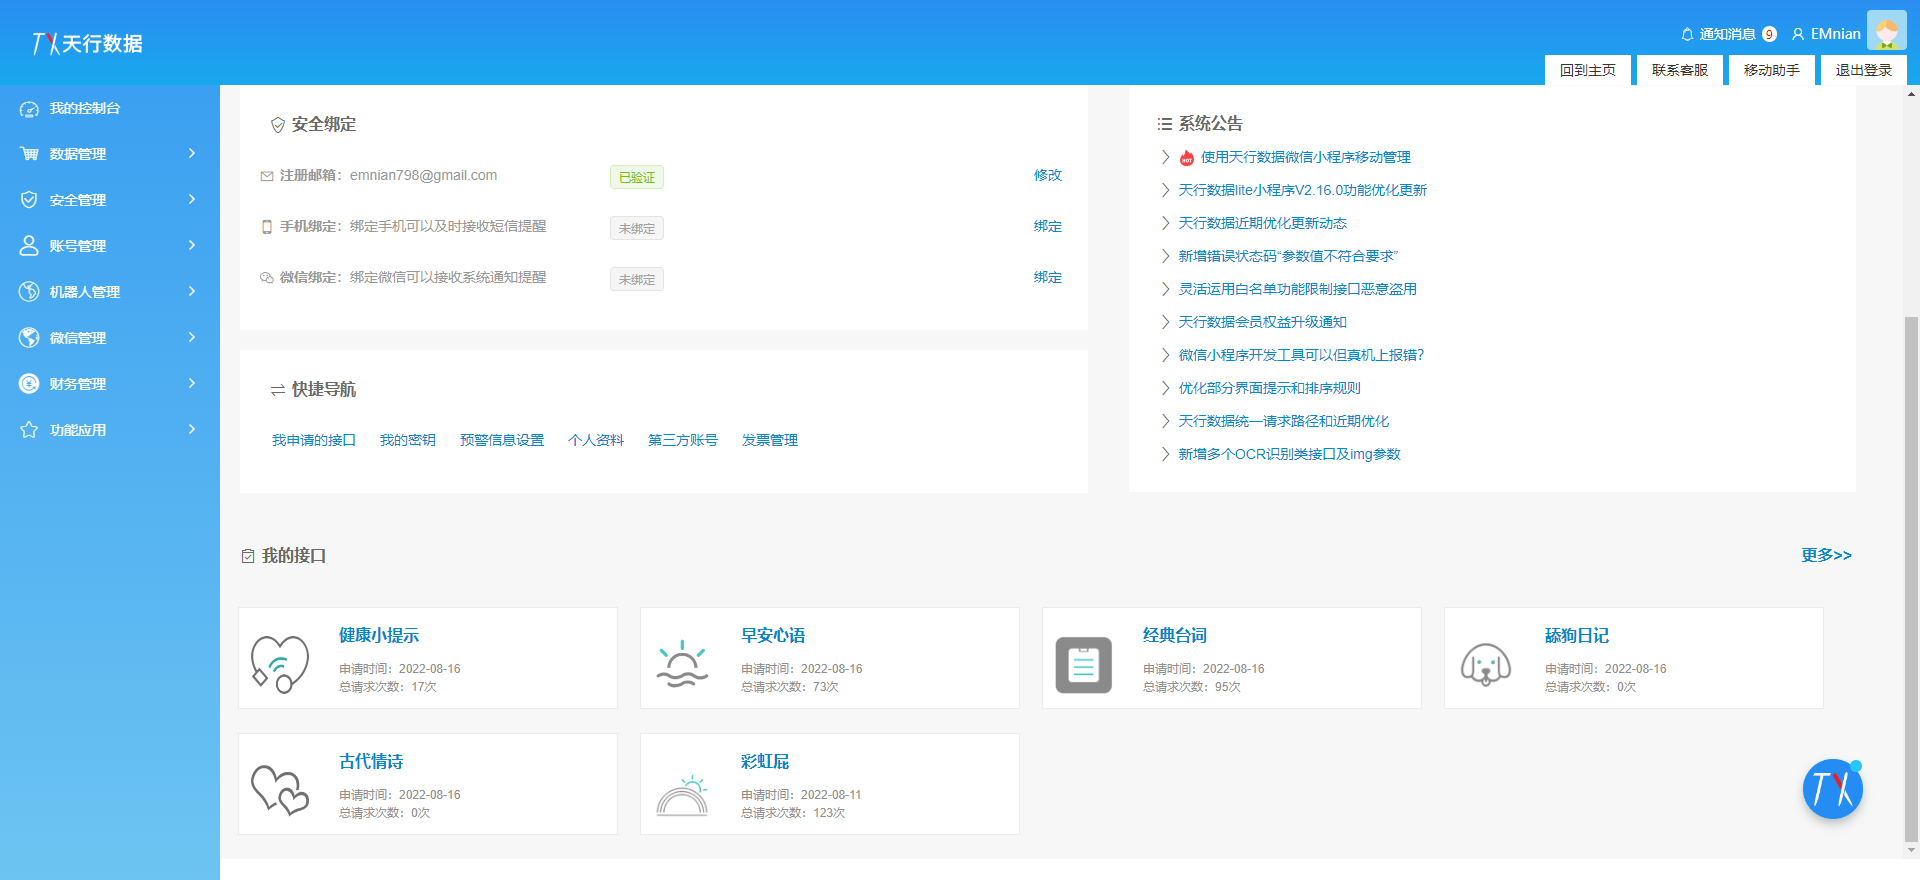 TX天行数据
通知消息 9 EMnian
回到主页 联系客服 移动助手 退出登录
我的控制台
数据管理
安全管理
账号管理
机器人管理
微信管理
财务管理
功能应用
安全绑定
注册邮箱：emnian798@gmail.com 已验证 修改
手机绑定：绑定手机可以及时接收短信提醒 未绑定 绑定
微信绑定：绑定微信可以接收系统通知提醒 未绑定 绑定
快捷导航
我申请的接口 我的密钥 预警信息设置 个人资料 第三方账号 发票管理
系统公告
HOT 使用天行数据微信小程序移动管理
天行数据lite小程序V2.16.0功能优化更新
天行数据近期优化更新动态
新增错误状态码“参数值不符合要求”
灵活运用白名单功能限制接口恶意盗用
天行数据会员权益升级通知
微信小程序开发工具可以但真机上报错?
优化部分界面提示和排序规则
天行数据统一请求路径和近期优化
新增多个OCR识别类接口及img参数
我的接口 更多>>
健康小提示
申请时间：2022-08-16
总请求次数：17次
早安心语
申请时间：2022-08-16
总请求次数：73次
经典台词
申请时间：2022-08-16
总请求次数：95次
舔狗日记
申请时间：2022-08-16
总请求次数：0次
古代情诗
申请时间：2022-08-16
总请求次数：0次
彩虹屁
申请时间：2022-08-11
总请求次数：123次
TX